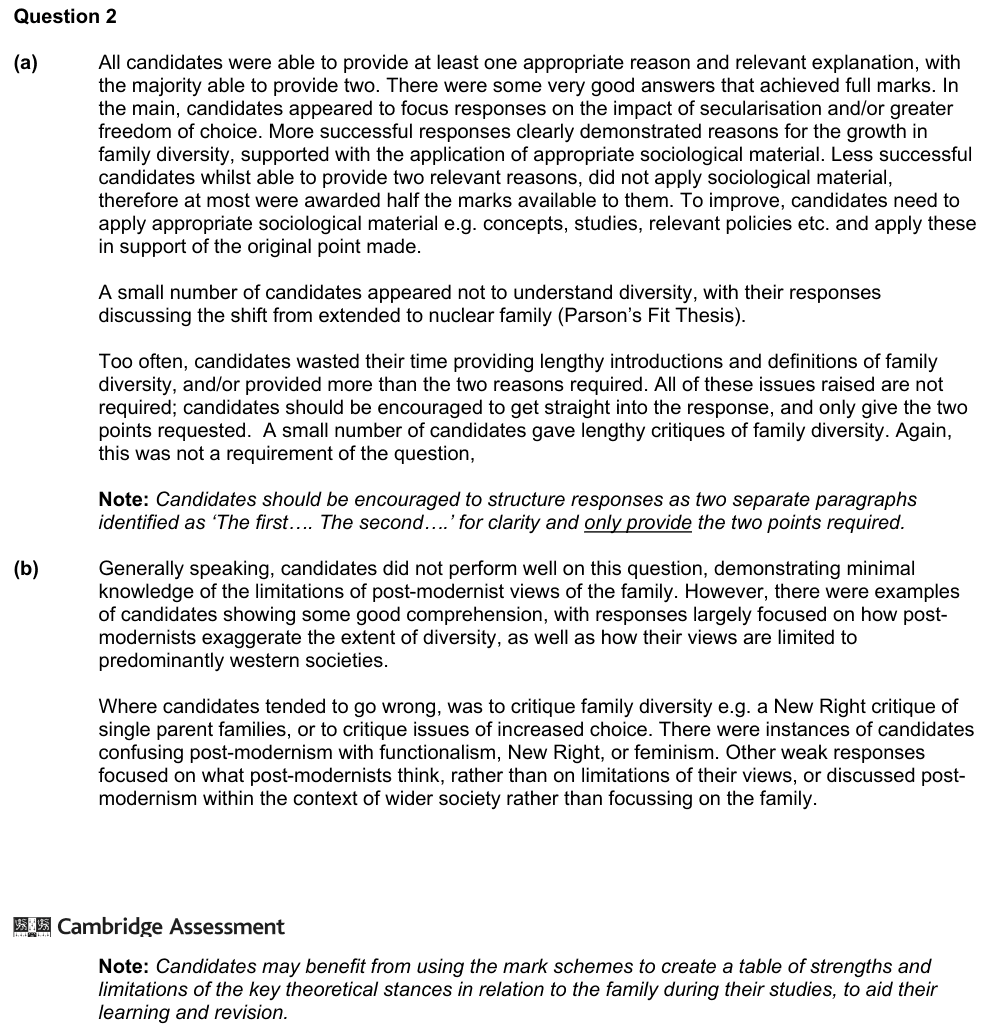 Question 2
(a) All candidates were able to provide at least one appropriate reason and relevant explanation, with
the majority able to provide two. There were some very good answers that achieved full marks. In
the main, candidates appeared to focus responses on the impact of secularisation and/or greater
freedom of choice. More successful responses clearly demonstrated reasons for the growth in
family diversity, supported with the application of appropriate sociological material. Less successful
candidates whilst able to provide two relevant reasons, did not apply sociological material,
therefore at most were awarded half the marks available to them. To improve, candidates need to
apply appropriate sociological material e.g. concepts, studies, relevant policies etc. and apply these
in support of the original point made.
A small number of candidates appeared not to understand diversity, with their responses
discussing the shift from extended to nuclear family (Parson's Fit Thesis).
Too often, candidates wasted their time providing lengthy introductions and definitions of family
diversity, and/or provided more than the two reasons required. All of these issues raised are not
required; candidates should be encouraged to get straight into the response, and only give the two
points requested.  A small number of candidates gave lengthy critiques of family diversity. Again,
this was not a requirement of the question,
Note: Candidates should be encouraged to structure responses as two separate paragraphs
identified as 'The first…. The second….' for clarity and only provide the two points required.
(b) Generally speaking, candidates did not perform well on this question, demonstrating minimal
knowledge of the limitations of post-modernist views of the family. However, there were examples
of candidates showing some good comprehension, with responses largely focused on how post-
modernists exaggerate the extent of diversity, as well as how their views are limited to
predominantly western societies.
Where candidates tended to go wrong, was to critique family diversity e.g. a New Right critique of
single parent families, or to critique issues of increased choice. There were instances of candidates
confusing post-modernism with functionalism, New Right, or feminism. Other weak responses
focused on what post-modernists think, rather than on limitations of their views, or discussed post-
modernism within the context of wider society rather than focussing on the family.
Cambridge Assessment
Note: Candidates may benefit from using the mark schemes to create a table of strengths and
limitations of the key theoretical stances in relation to the family during their studies, to aid their
learning and revision.